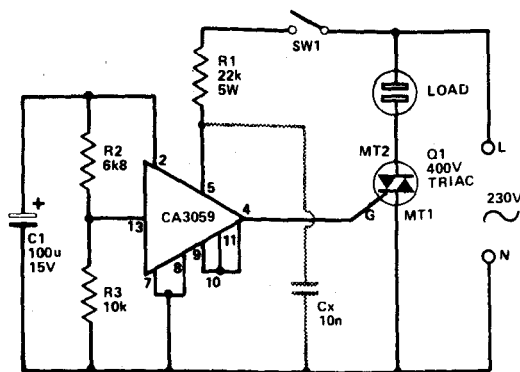 SW1
R1
22k
5W
LOAD
R2
6k8
2
MT2
Q1
400V
TRIAC
L
5
4
230V
CA3059
13
G
MT1
+
C1
100u
15V
11
9
8
7
10
N
R3
10k
Cx
10n